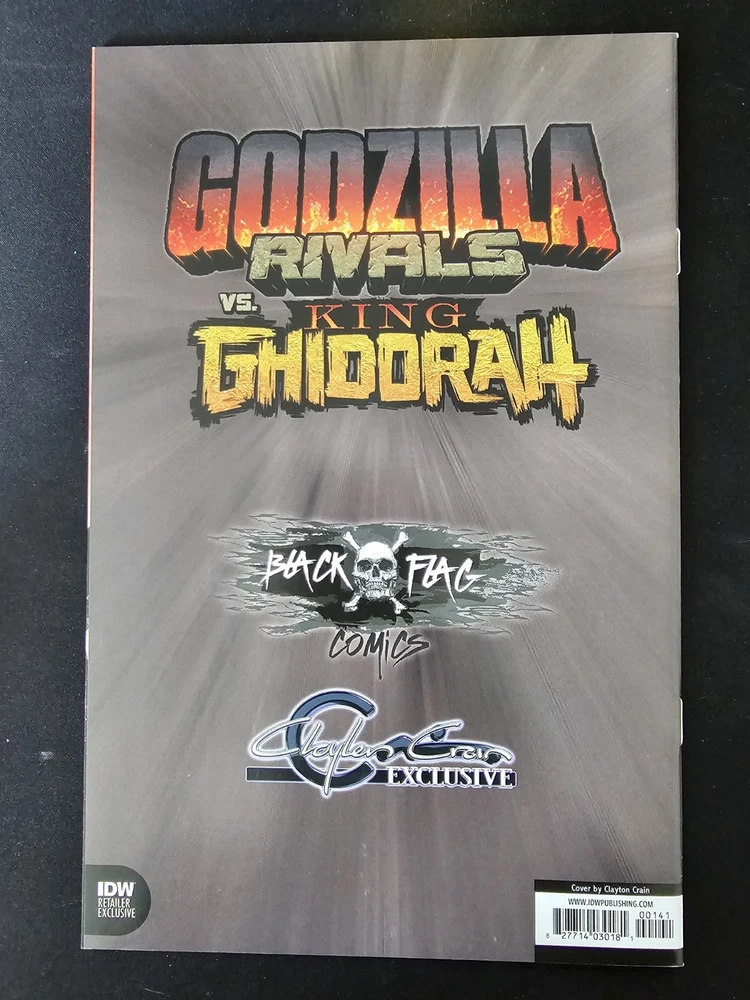 GODZILLA
RIVALS
VS.
KING
GHIDORAH
BLACK FLAG
COMICS
Clayton Crain
EXCLUSIVE
IDW
RETAILER
EXCLUSIVE
Cover by Clayton Crain
WWW.IDWPUBLISHING.COM
00141
8 27714 03018 1